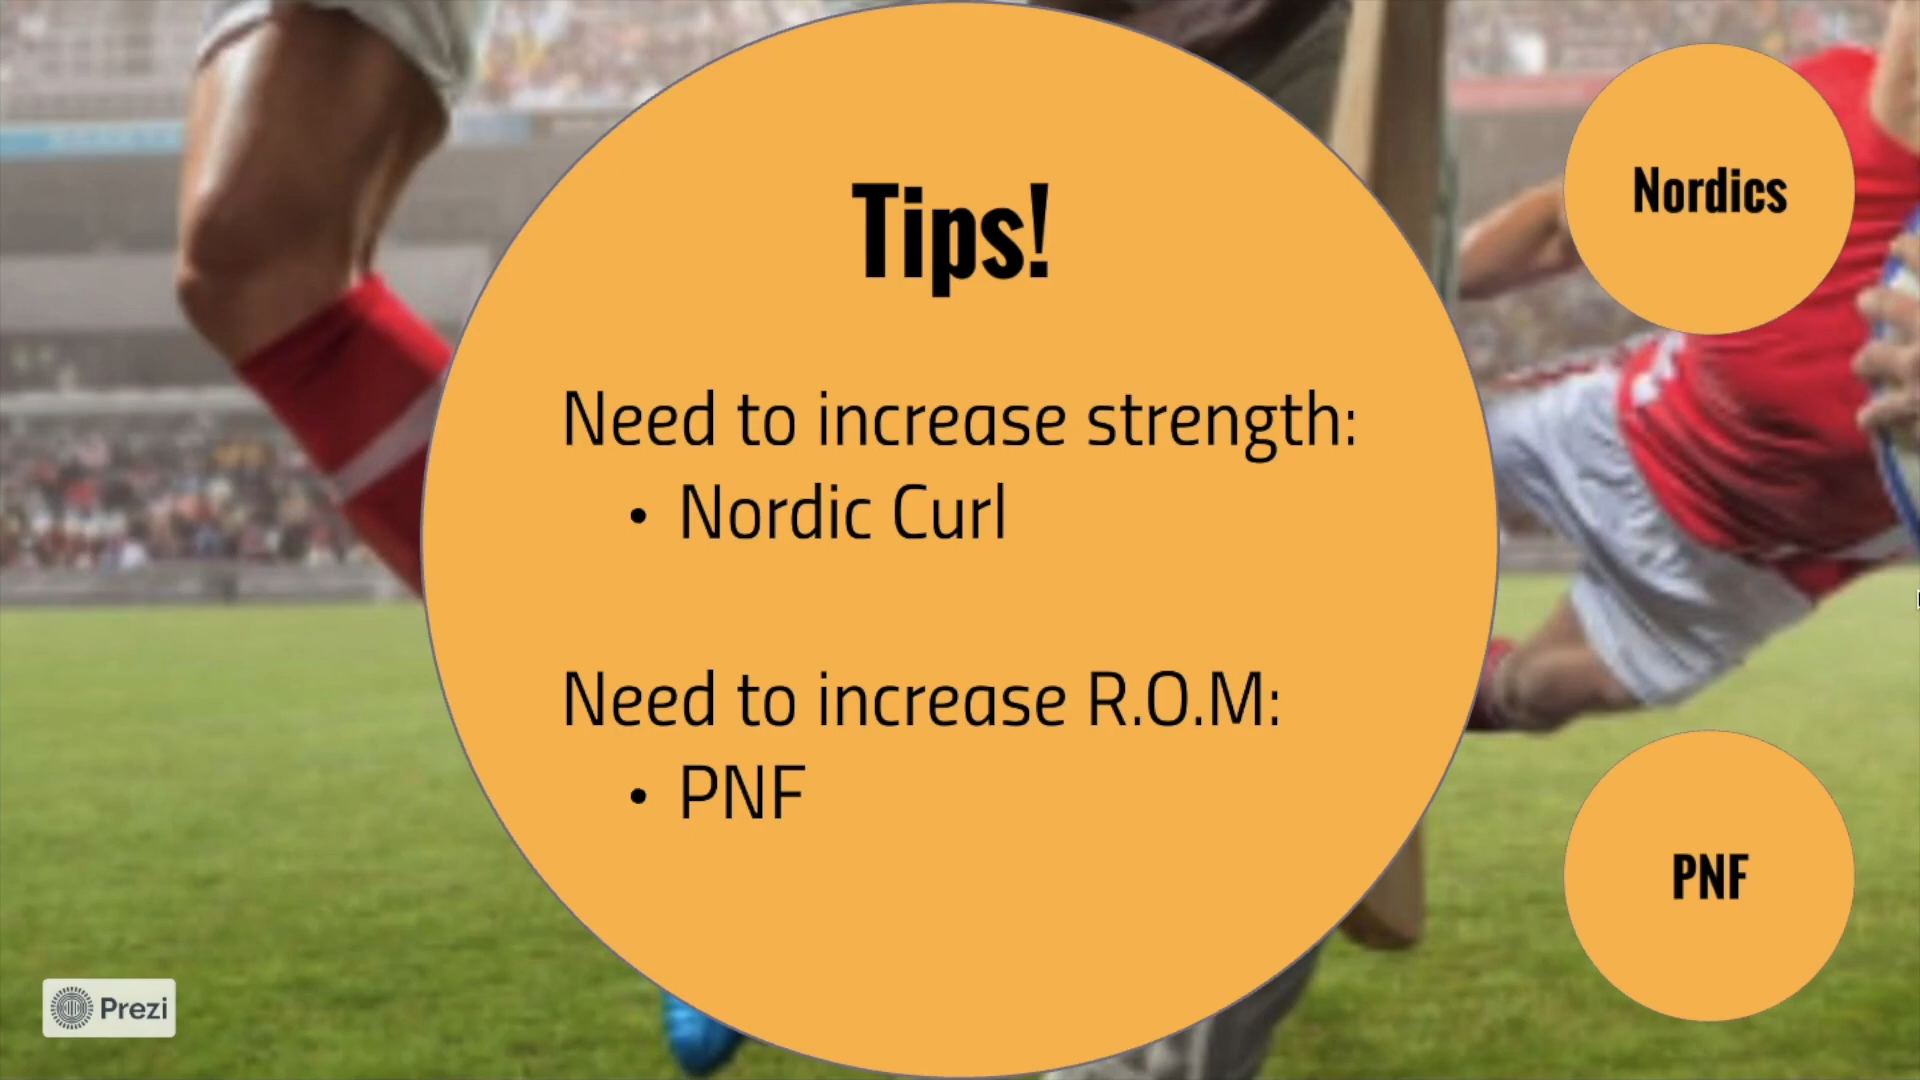 Tips!
Need to increase strength:
• Nordic Curl
Need to increase R.O.M:
• PNF
Nordics
PNF
Prezi